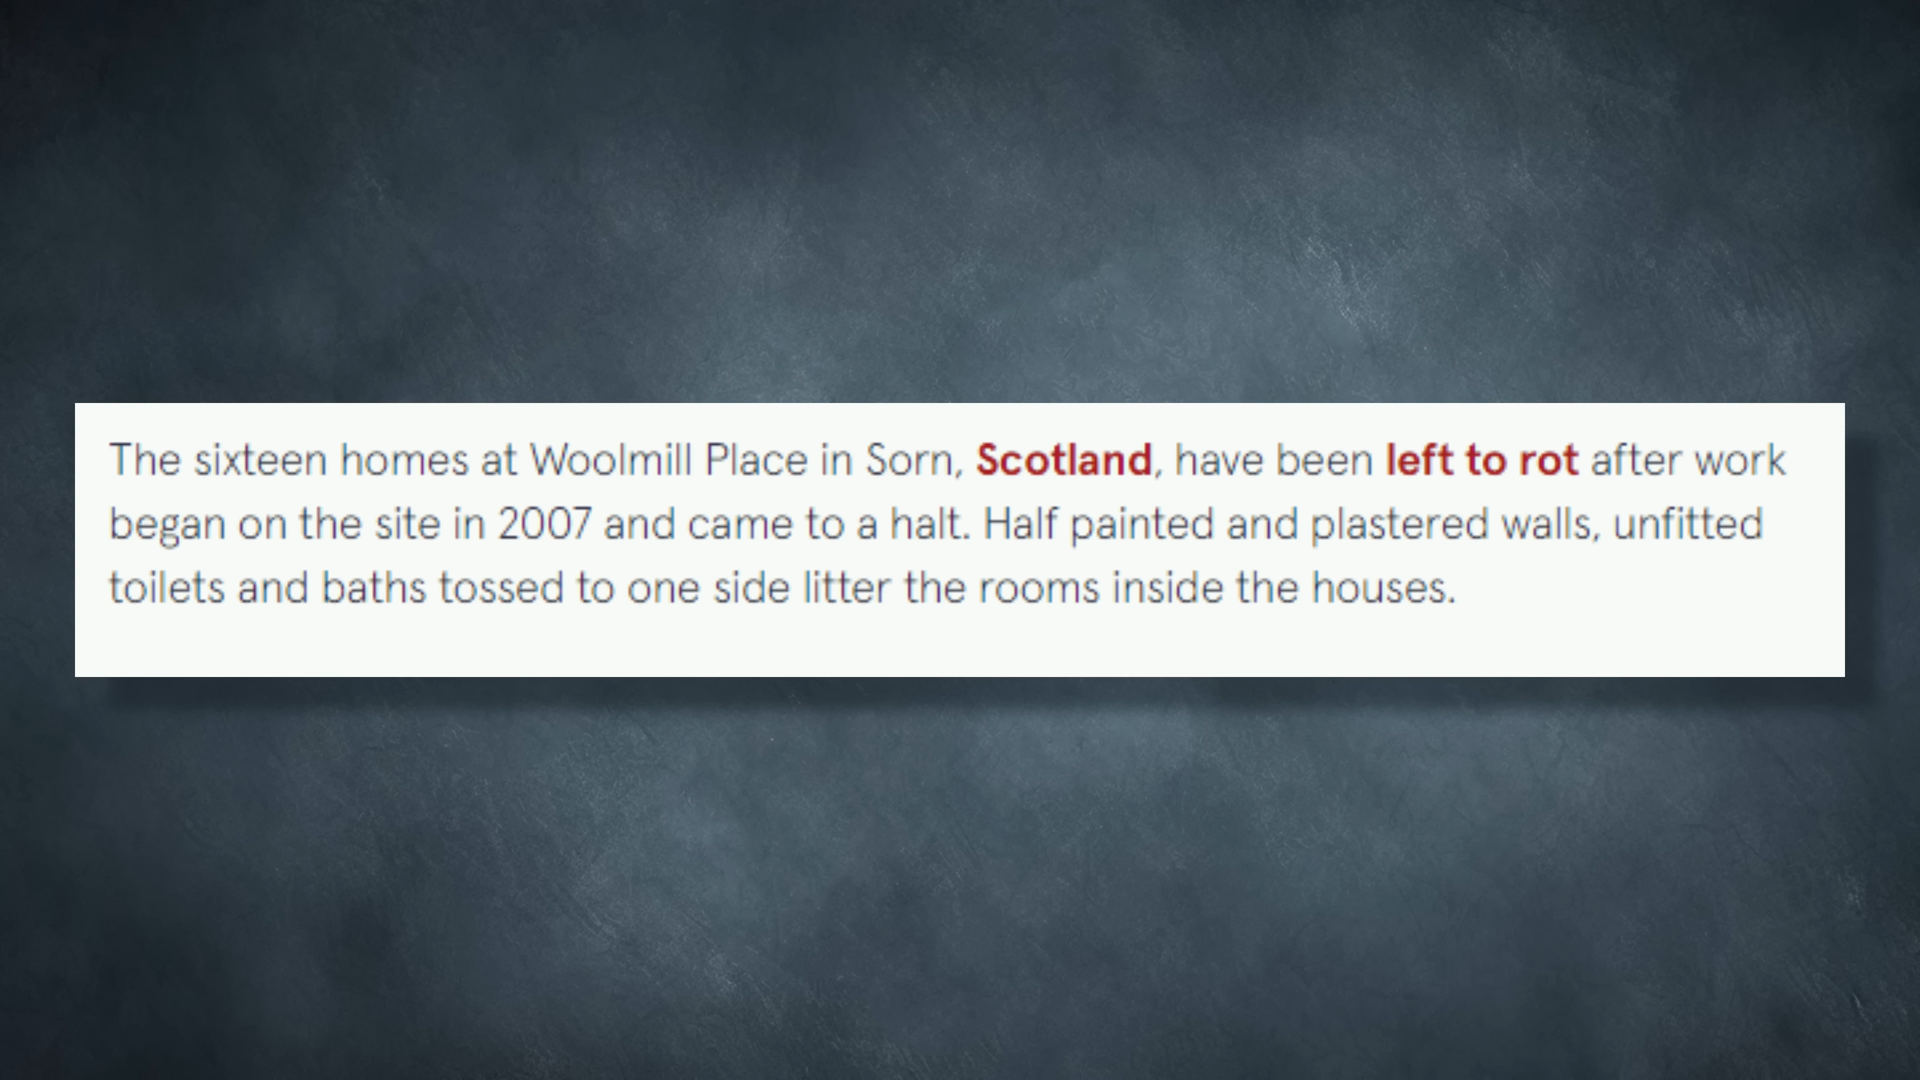 The sixteen homes at Woolmill Place in Sorn, Scotland, have been left to rot after work
began on the site in 2007 and came to a halt. Half painted and plastered walls, unfitted
toilets and baths tossed to one side litter the rooms inside the houses.